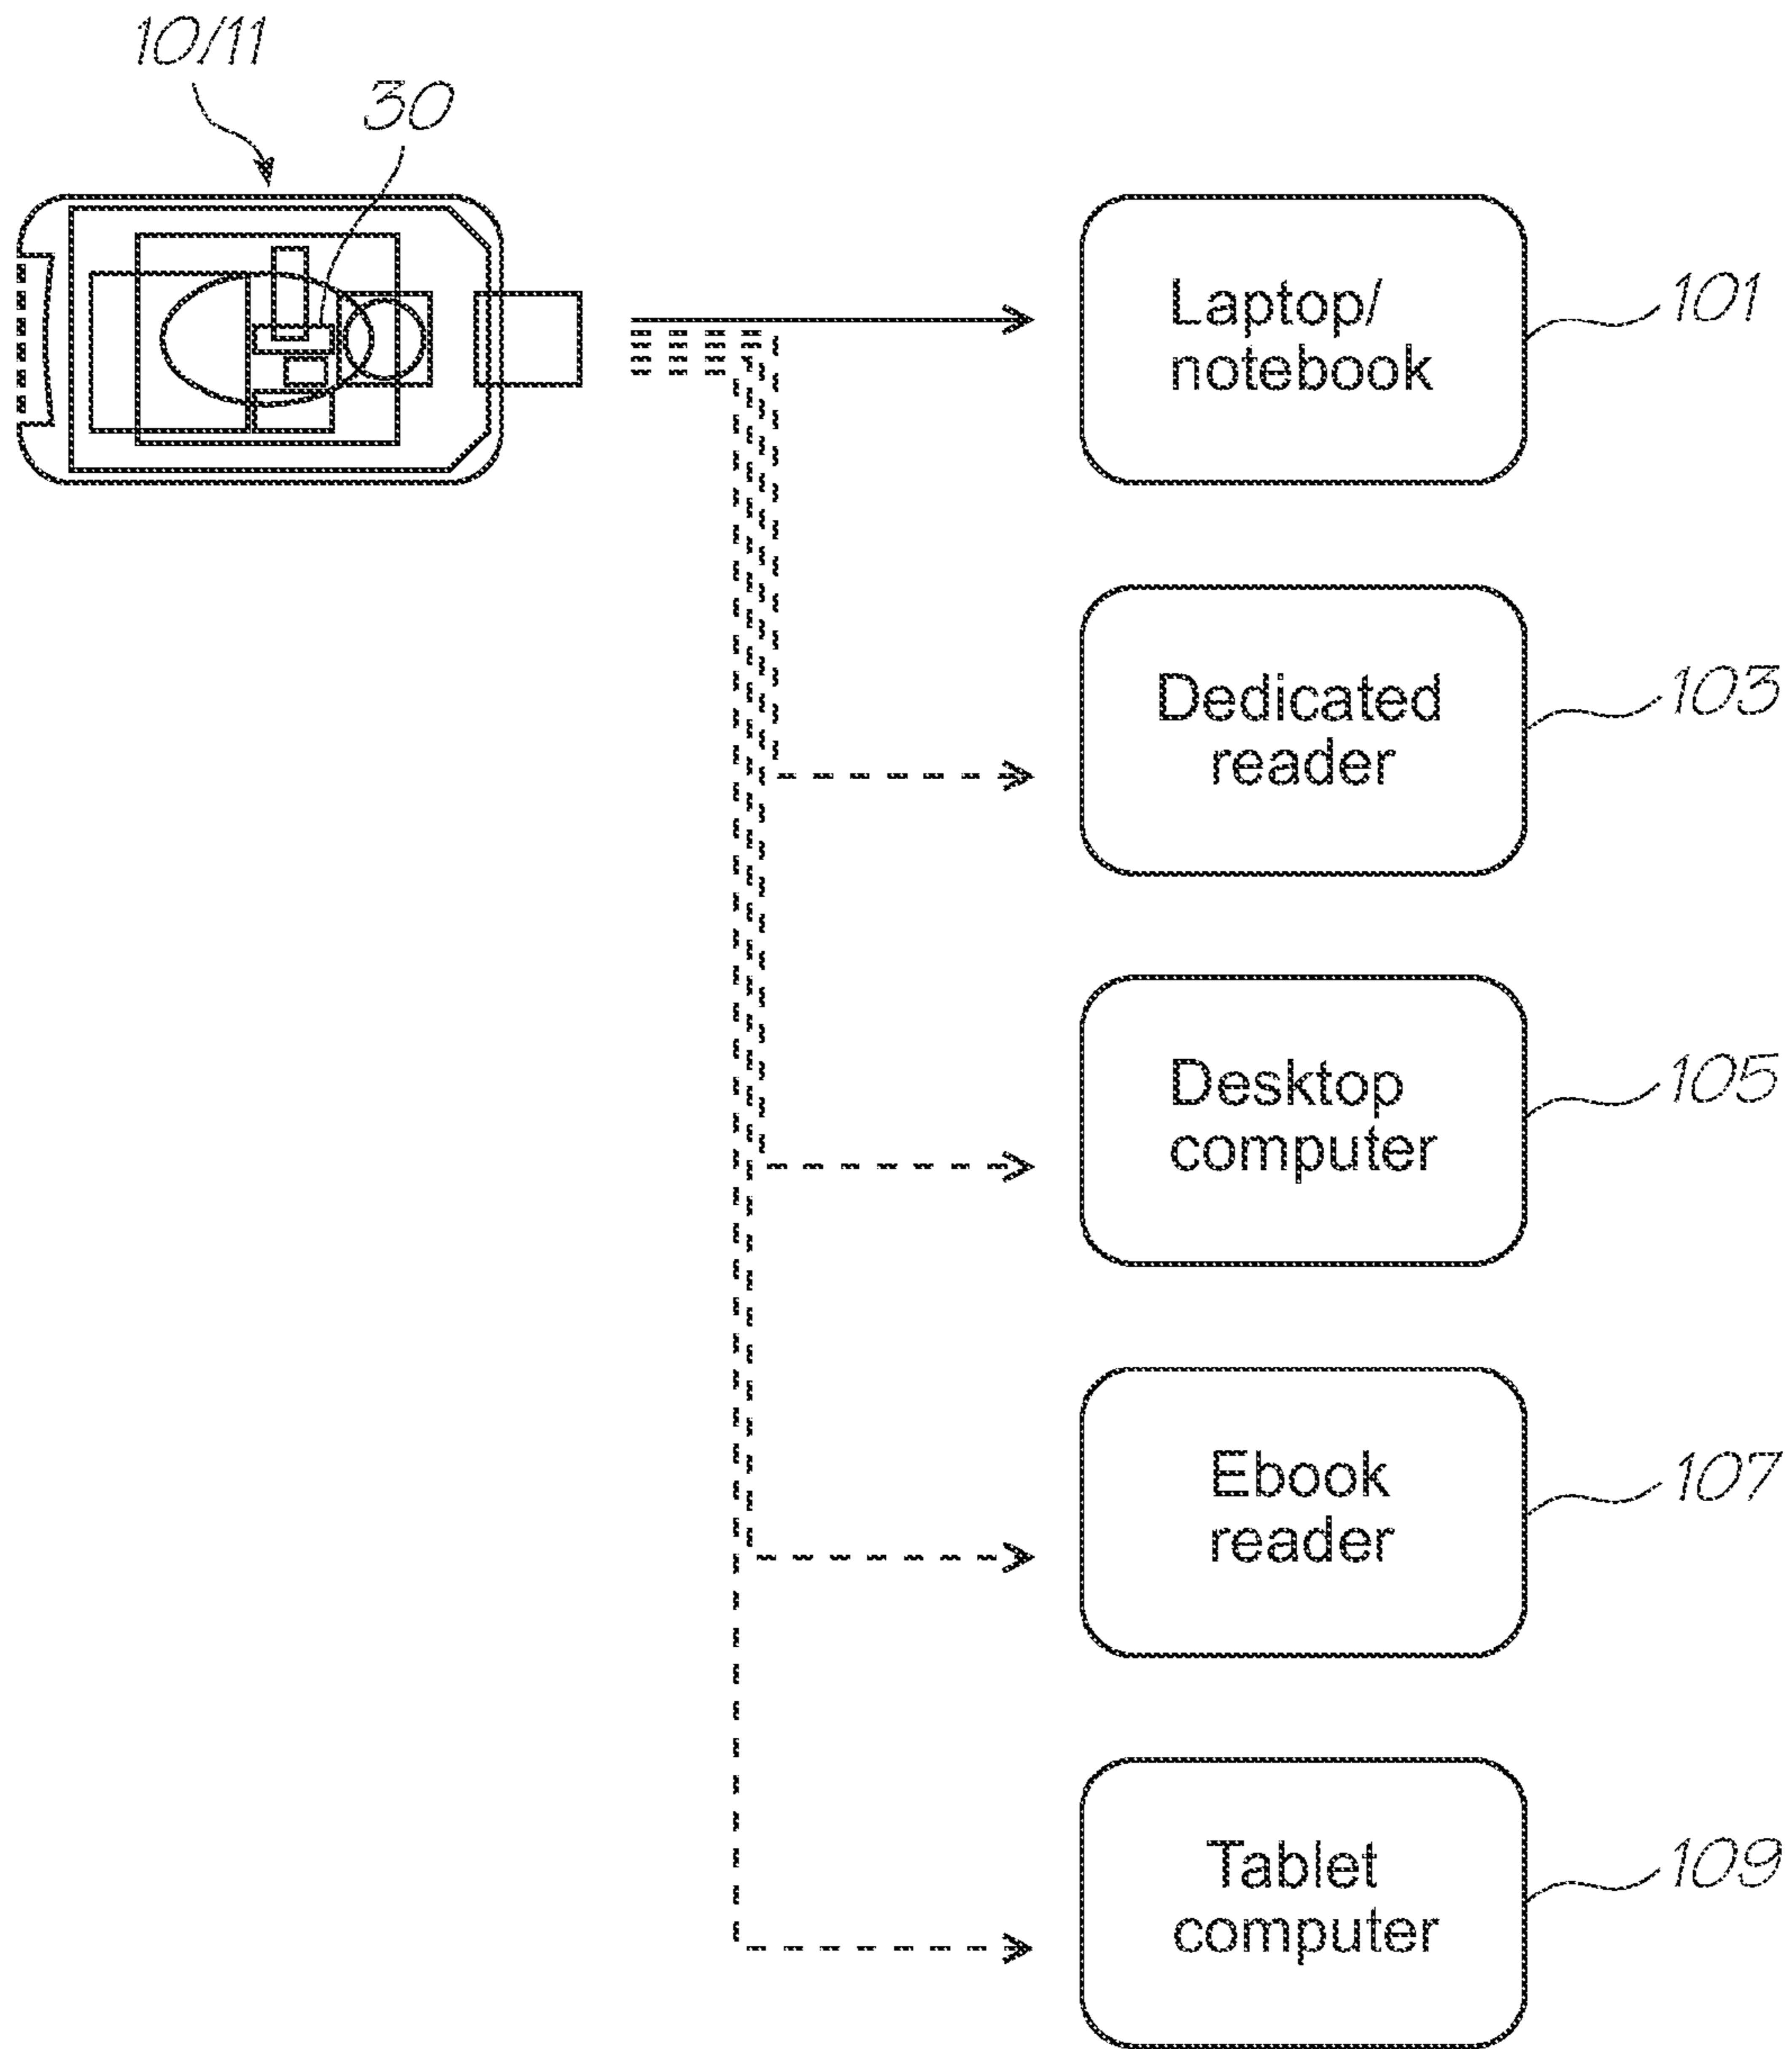 10/11
30
Laptop/
notebook
101
Dedicated
reader
103
Desktop
computer
105
Ebook
reader
107
Tablet
computer
109